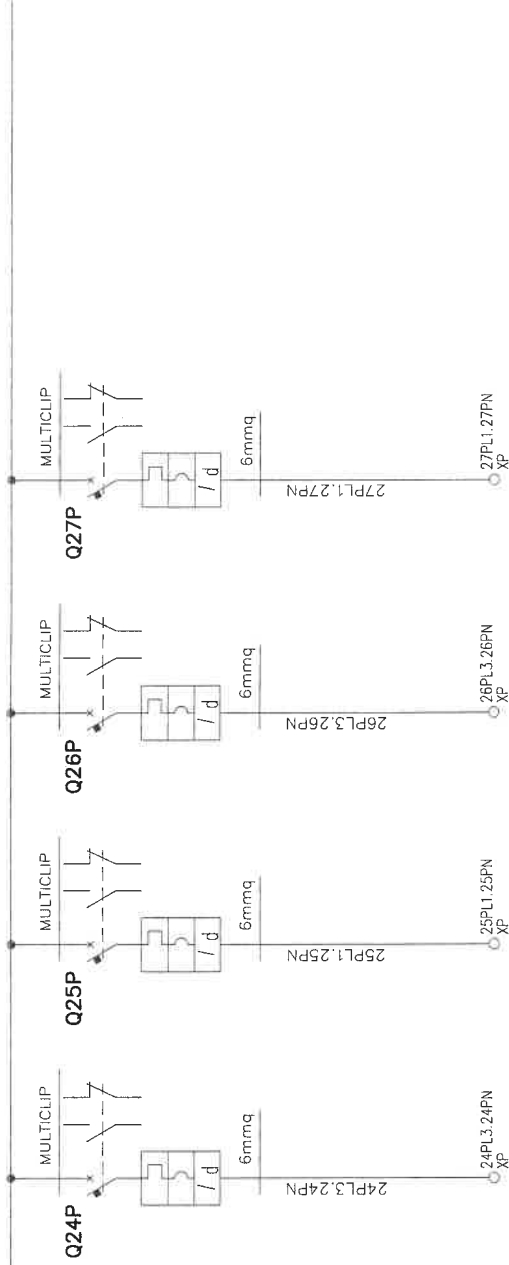 MULTICLIP
Q24P
/ d
6mmq
24PL3.24PN
24PL3.24PN
XP
MULTICLIP
Q25P
/ d
6mmq
25PL1.25PN
25PL1.25PN
XP
MULTICLIP
Q26P
/ d
6mmq
26PL3.26PN
26PL3.26PN
XP
MULTICLIP
Q27P
/ d
6mmq
27PL1.27PN
27PL1.27PN
XP